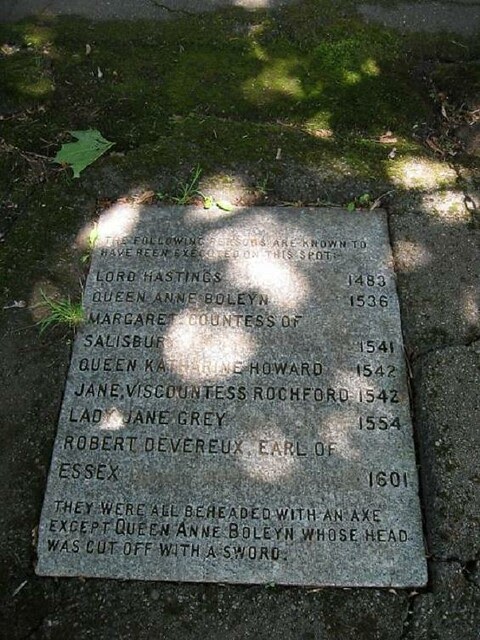 THE FOLLOWING PERSONS ARE KNOWN TO
HAVE BEEN EXECUTED ON THIS SPOT:
LORD HASTINGS 1483
QUEEN ANNE BOLEYN 1536
MARGARET COUNTESS OF
SALISBURY 1541
QUEEN KATHARINE HOWARD 1542
JANE, VISCOUNTESS ROCHFORD 1542
LADY JANE GREY 1554
ROBERT DEVEREUX, EARL OF
ESSEX 1601
THEY WERE ALL BEHEADED WITH AN AXE
EXCEPT QUEEN ANNE BOLEYN WHOSE HEAD
WAS CUT OFF WITH A SWORD.